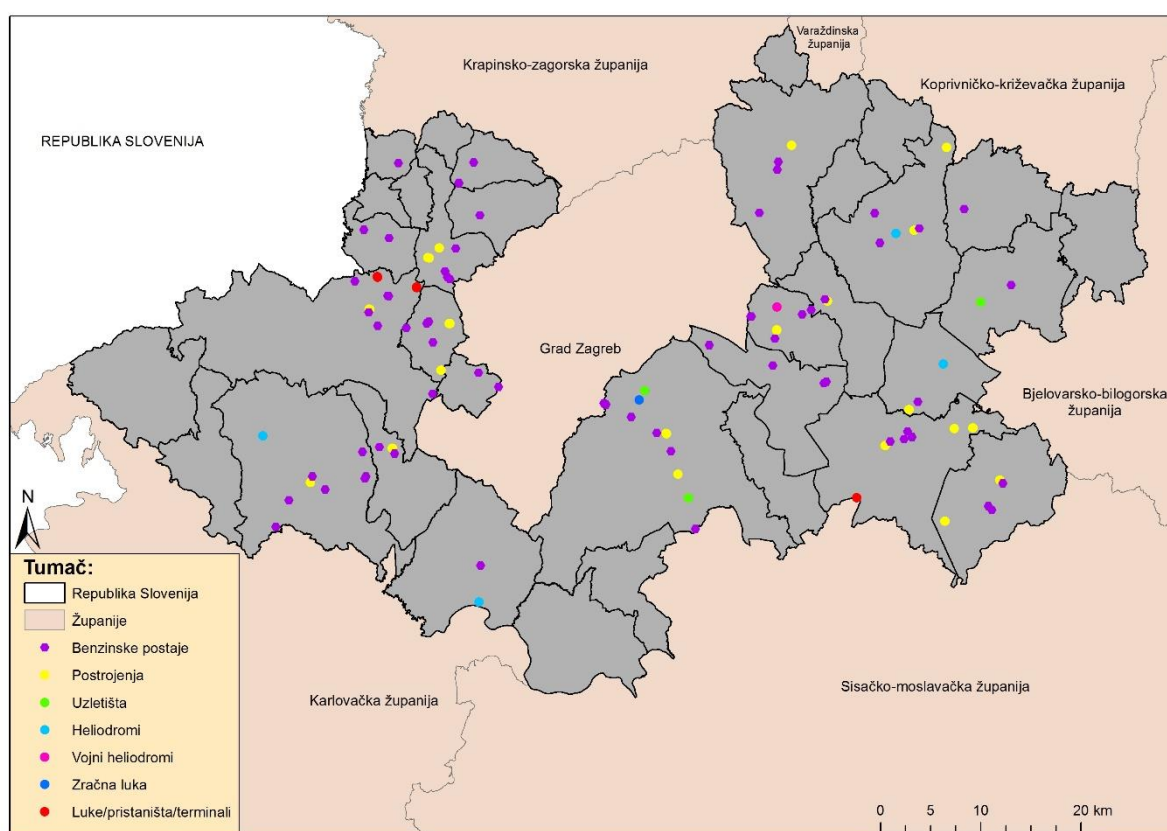 Varaždinska
županija
Krapinsko-zagorska županija
Koprivničko-križevačka županija
REPUBLIKA SLOVENIJA
Grad Zagreb
Bjelovarsko-bilogorska
županija
N
Karlovačka županija
Sisačko-moslavačka županija
Tumač:
Republika Slovenija
Županije
Benzinske postaje
Postrojenja
Uzletišta
Heliodromi
Vojni heliodromi
Zračna luka
Luke/pristaništa/terminali
0 5 10 20 km